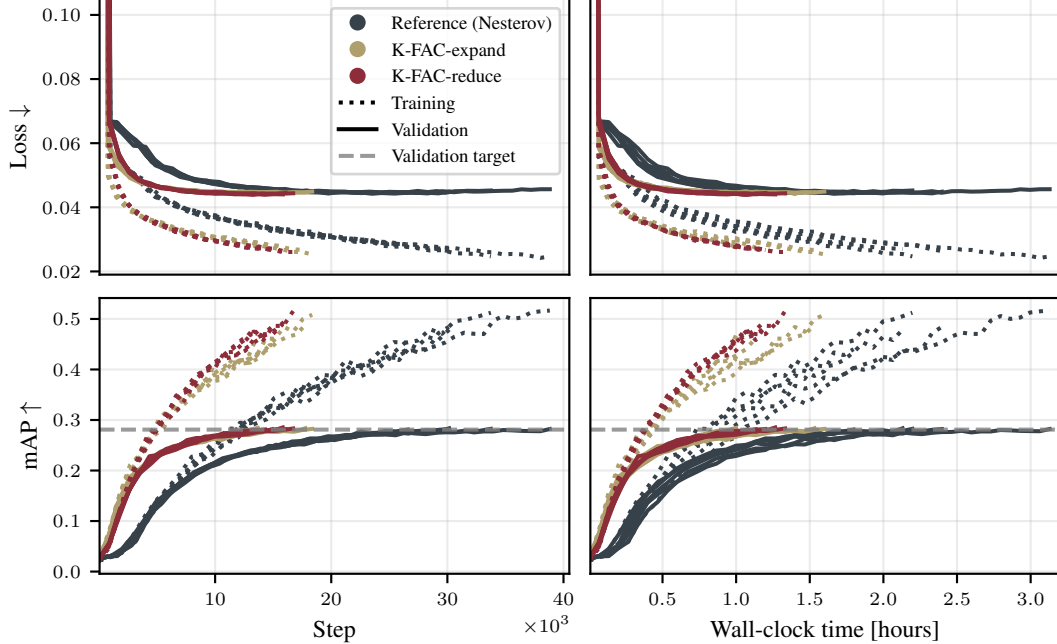 0.10
0.08
0.06
0.04
0.02
Loss ↓
Reference (Nesterov)
K-FAC-expand
K-FAC-reduce
Training
Validation
Validation target
0.5
0.4
0.3
0.2
0.1
0.0
mAP ↑
10 20 30 40
×10³
Step
0.5 1.0 1.5 2.0 2.5 3.0
Wall-clock time [hours]